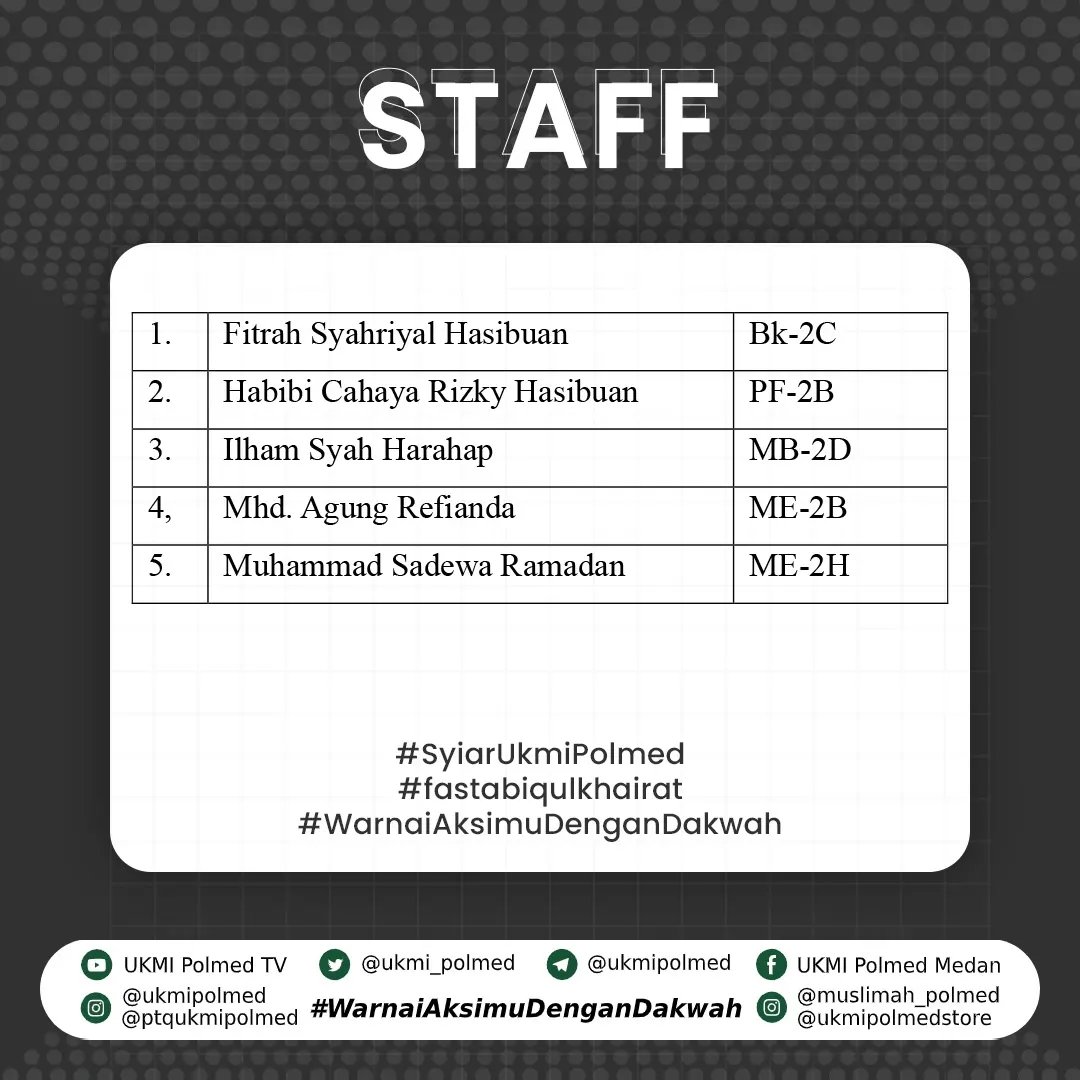 STAFF
1. Fitrah Syahriyal Hasibuan Bk-2C
2. Habibi Cahaya Rizky Hasibuan PF-2B
3. Ilham Syah Harahap MB-2D
4, Mhd. Agung Refianda ME-2B
5. Muhammad Sadewa Ramadan ME-2H
#SyiarUkmiPolmed
#fastabiqulkhairat
#WarnaiAksimuDenganDakwah
UKMI Polmed TV @ukmi_polmed @ukmipolmed UKMI Polmed Medan
@ukmipolmed
@ptqukmipolmed
#WarnaiAksimuDenganDakwah
@muslimah_polmed
@ukmipolmedstore